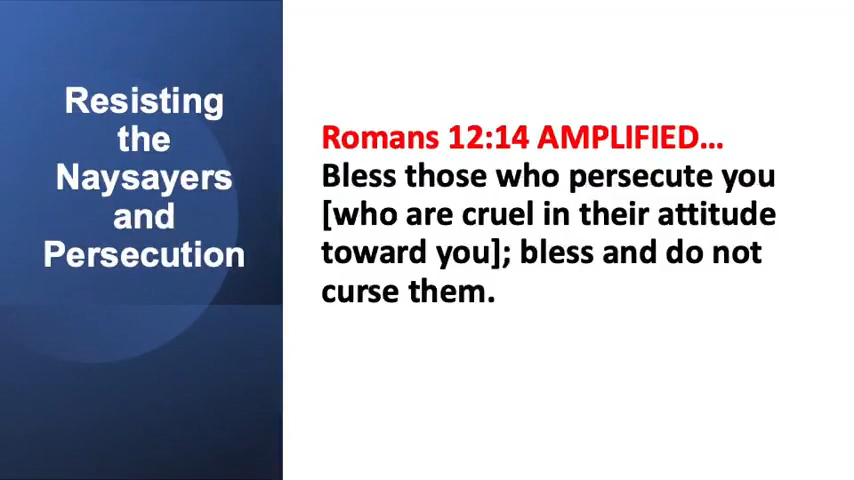 Resisting
the
Naysayers
and
Persecution
Romans 12:14 AMPLIFIED…
Bless those who persecute you
[who are cruel in their attitude
toward you]; bless and do not
curse them.